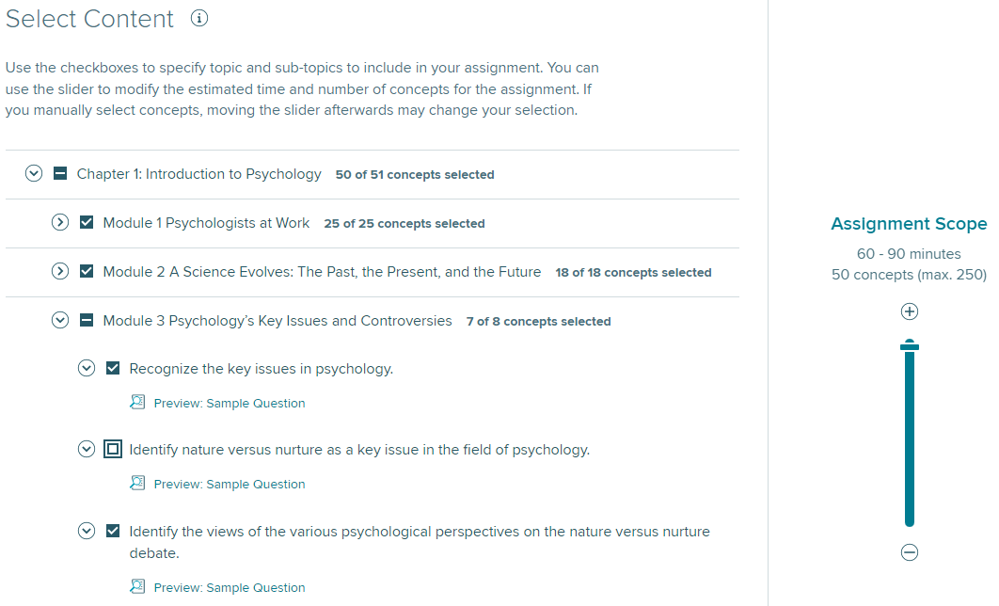 Select Content
Use the checkboxes to specify topic and sub-topics to include in your assignment. You can
use the slider to modify the estimated time and number of concepts for the assignment. If
you manually select concepts, moving the slider afterwards may change your selection.
Chapter 1: Introduction to Psychology 50 of 51 concepts selected
Module 1 Psychologists at Work 25 of 25 concepts selected
Module 2 A Science Evolves: The Past, the Present, and the Future 18 of 18 concepts selected
Module 3 Psychology’s Key Issues and Controversies 7 of 8 concepts selected
Recognize the key issues in psychology.
Preview: Sample Question
Identify nature versus nurture as a key issue in the field of psychology.
Preview: Sample Question
Identify the views of the various psychological perspectives on the nature versus nurture
debate.
Preview: Sample Question
Assignment Scope
60 - 90 minutes
50 concepts (max. 250)